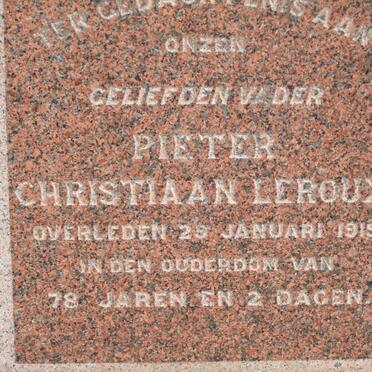 TER GEDACHTENIS AAN
ONZEN
GELIEFDEN VADER
PIETER
CHRISTIAAN LEROUX
OVERLEDEN 29 JANUARI 1919
IN DEN OUDERDOM VAN
78 JAREN EN 2 DAGEN.